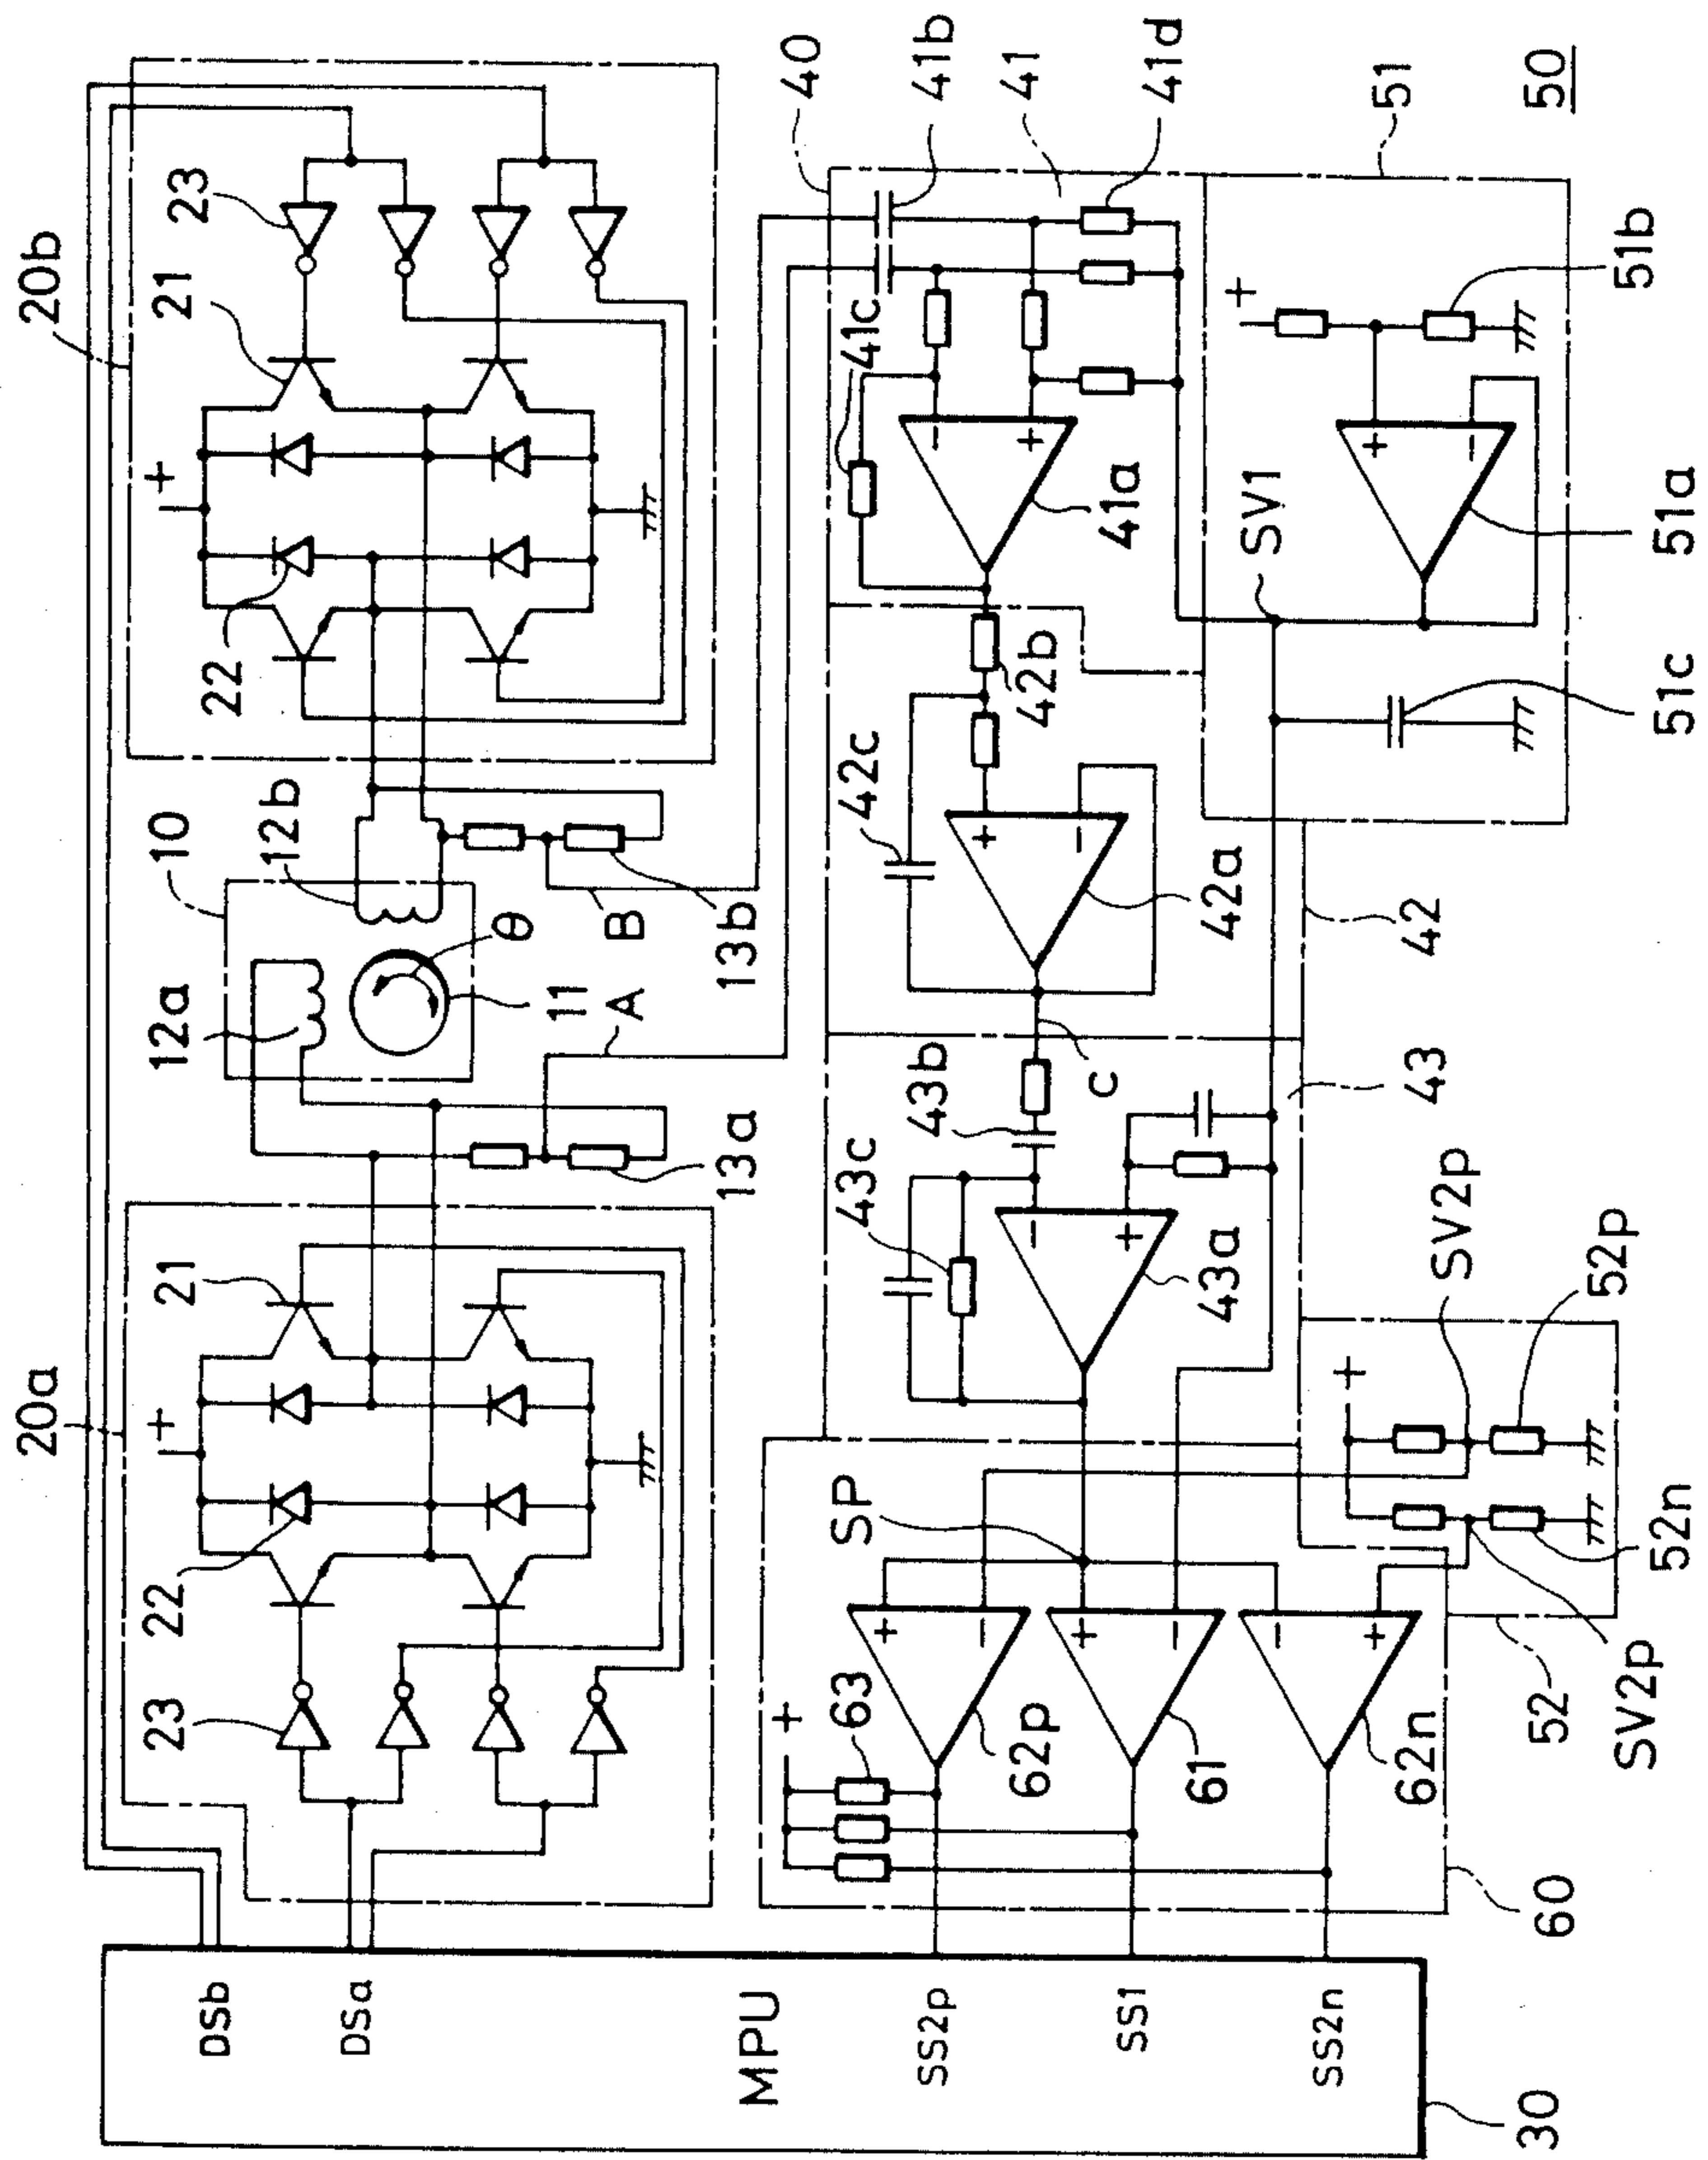 20a
20b
23
22
21
12a
10
12b
22
21
23
11
θ
A
B
13a
13b
DSb
DSa
MPU
SS2p
SS1
SS2n
30
+
+
63
+
SP
43c
43b
42c
41c
40
41b
41
41d
+
−
62p
+
−
61
−
+
62n
−
+
43a
c
+
−
42a
42b
−
+
41a
SV1
+
+
−
51
51b
50
60
52
SV2p
52n
52p
SV2p
+
43
42
51c
51a